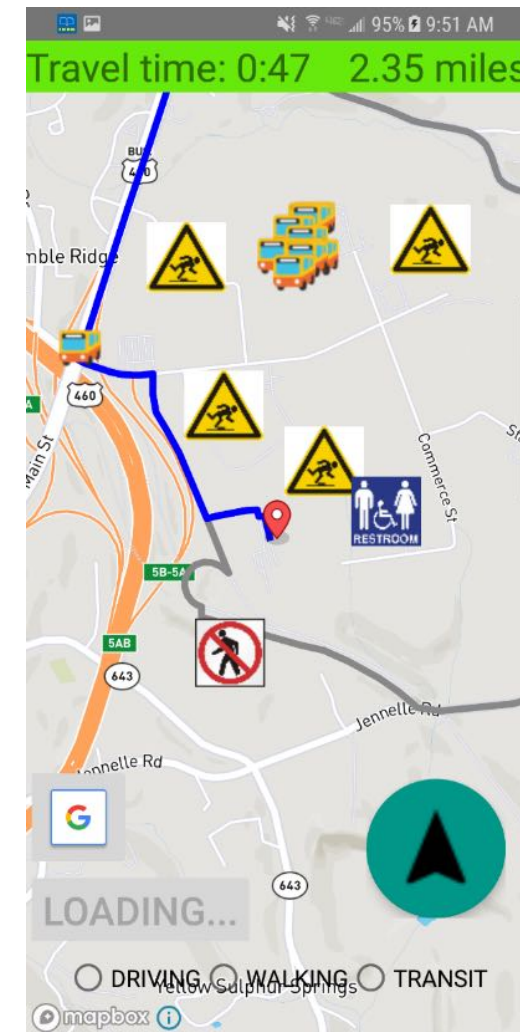 95% 9:51 AM
Travel time: 0:47 2.35 miles
BUS
460
mble Ridge
460
Main St
Commerce St
RESTROOM
5B-5A
5AB
643
Jennelle Rd
Jennelle Rd
G
LOADING...
643
DRIVING WALKING TRANSIT
Yellow Sulphur Springs
mapbox